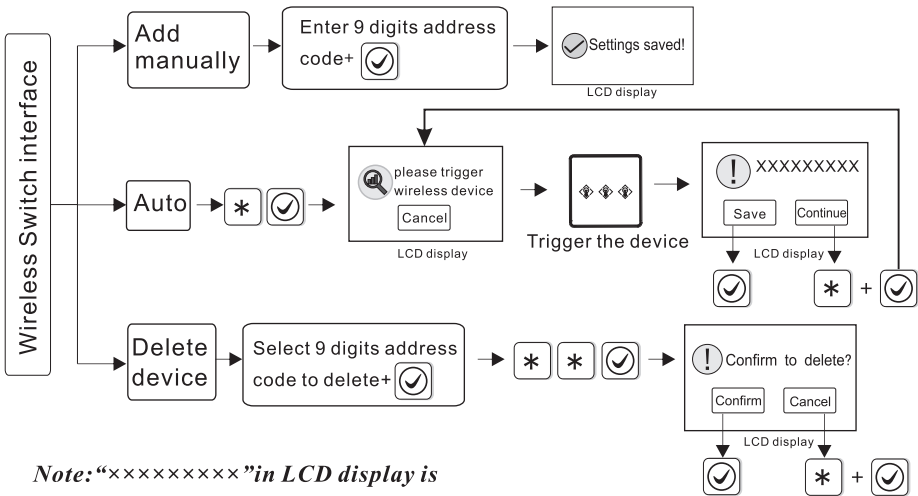 Wireless Switch interface
Add
manually
Enter 9 digits address
code+
Settings saved!
LCD display
Auto
*
please trigger
wireless device
Cancel
LCD display
Trigger the device
! XXXXXXXXX
Save Continue
LCD display
* +
Delete
device
Select 9 digits address
code to delete+
* *
! Confirm to delete?
Confirm Cancel
LCD display
* +
Note:“×××××××××”in LCD display is